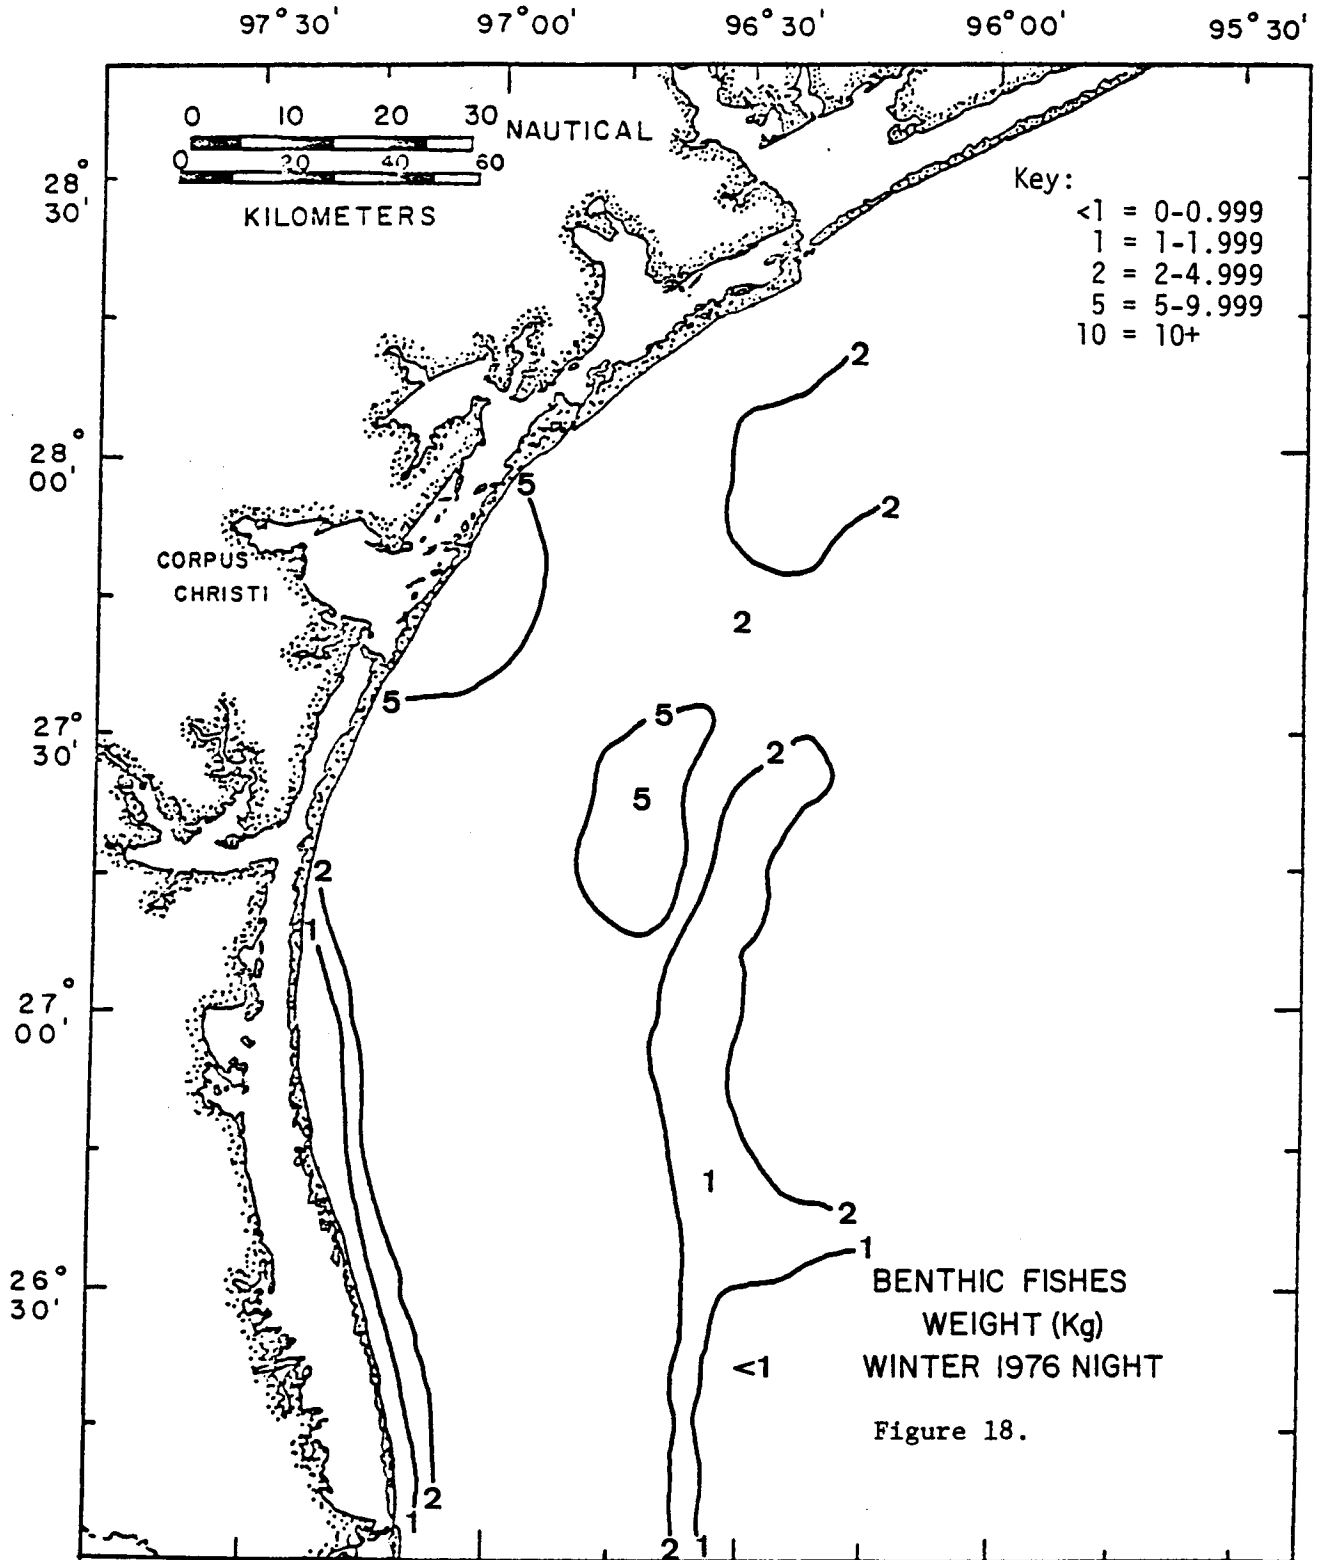 97°30' 97°00' 96°30' 96°00' 95°30'
0 10 20 30 NAUTICAL
0 20 40 60
KILOMETERS
28°
30'
Key:
<1 = 0-0.999
1 = 1-1.999
2 = 2-4.999
5 = 5-9.999
10 = 10+
2
28°
00'
5
2
CORPUS
CHRISTI
2
5
5
27°
30'
2
5
2
1
27°
00'
1
2
1
26°
30'
BENTHIC FISHES
WEIGHT (Kg)
<1
WINTER 1976 NIGHT
Figure 18.
2
1
2 1